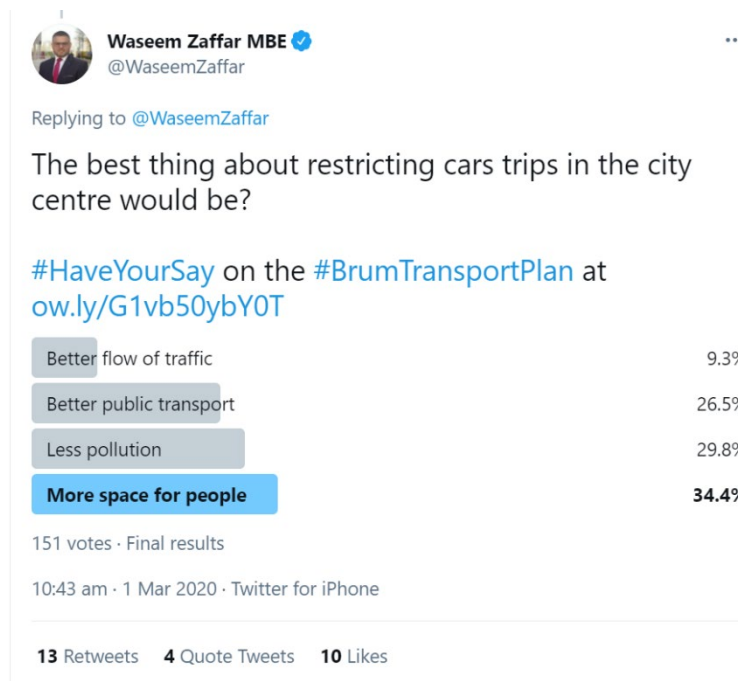 Waseem Zaffar MBE
@WaseemZaffar
Replying to @WaseemZaffar
The best thing about restricting cars trips in the city
centre would be?
#HaveYourSay on the #BrumTransportPlan at
ow.ly/G1vb50ybY0T
Better flow of traffic 9.3%
Better public transport 26.5%
Less pollution 29.8%
More space for people 34.4%
151 votes · Final results
10:43 am · 1 Mar 2020 · Twitter for iPhone
13 Retweets 4 Quote Tweets 10 Likes